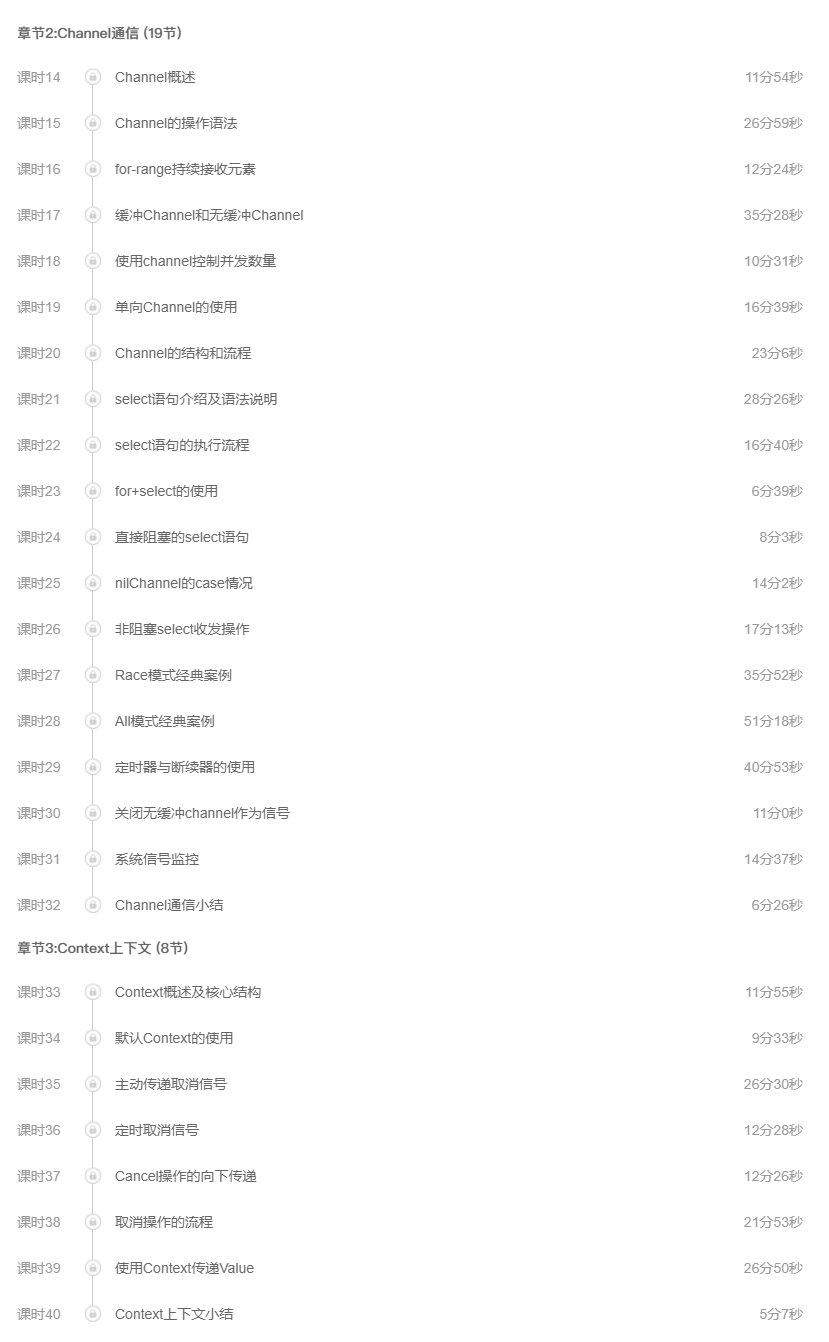 章节2:Channel通信 (19节)
课时14 Channel概述 11分54秒
课时15 Channel的操作语法 26分59秒
课时16 for-range持续接收元素 12分24秒
课时17 缓冲Channel和无缓冲Channel 35分28秒
课时18 使用channel控制并发数量 10分31秒
课时19 单向Channel的使用 16分39秒
课时20 Channel的结构和流程 23分6秒
课时21 select语句介绍及语法说明 28分26秒
课时22 select语句的执行流程 16分40秒
课时23 for+select的使用 6分39秒
课时24 直接阻塞的select语句 8分3秒
课时25 nilChannel的case情况 14分2秒
课时26 非阻塞select收发操作 17分13秒
课时27 Race模式经典案例 35分52秒
课时28 All模式经典案例 51分18秒
课时29 定时器与断续器的使用 40分53秒
课时30 关闭无缓冲channel作为信号 11分0秒
课时31 系统信号监控 14分37秒
课时32 Channel通信小结 6分26秒
章节3:Context上下文 (8节)
课时33 Context概述及核心结构 11分55秒
课时34 默认Context的使用 9分33秒
课时35 主动传递取消信号 26分30秒
课时36 定时取消信号 12分28秒
课时37 Cancel操作的向下传递 12分26秒
课时38 取消操作的流程 21分53秒
课时39 使用Context传递Value 26分50秒
课时40 Context上下文小结 5分7秒